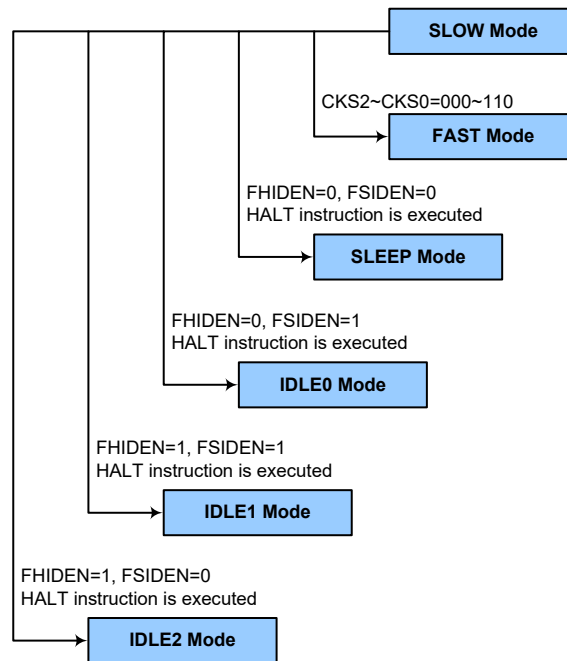 SLOW Mode
CKS2~CKS0=000~110
FAST Mode
FHIDEN=0, FSIDEN=0
HALT instruction is executed
SLEEP Mode
FHIDEN=0, FSIDEN=1
HALT instruction is executed
IDLE0 Mode
FHIDEN=1, FSIDEN=1
HALT instruction is executed
IDLE1 Mode
FHIDEN=1, FSIDEN=0
HALT instruction is executed
IDLE2 Mode